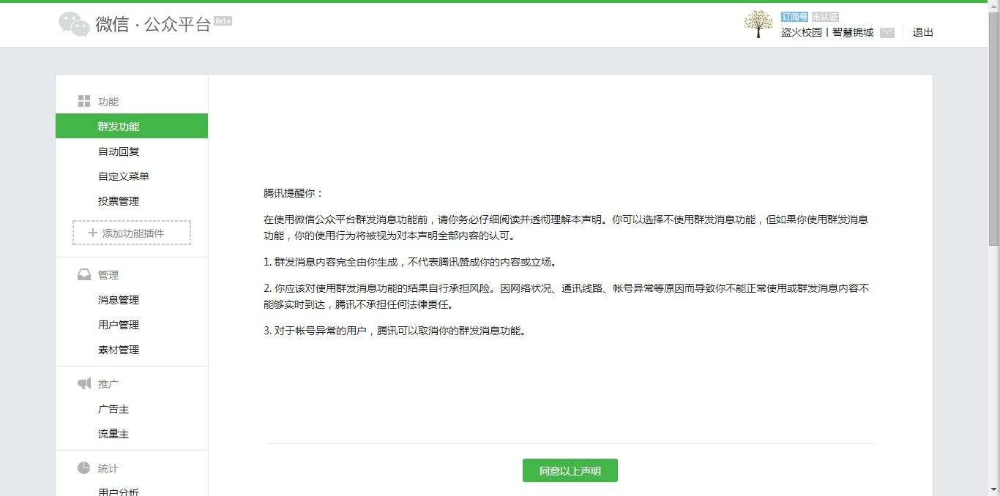 微信·公众平台 Beta
订阅号 未认证
盗火校园丨智慧锦城 退出
功能
群发功能
自动回复
自定义菜单
投票管理
添加功能插件
管理
消息管理
用户管理
素材管理
推广
广告主
流量主
统计
用户分析
腾讯提醒你：
在使用微信公众平台群发消息功能前，请你务必仔细阅读并透彻理解本声明。你可以选择不使用群发消息功能，但如果你使用群发消息
功能，你的使用行为将被视为对本声明全部内容的认可。
1. 群发消息内容完全由你生成，不代表腾讯赞成你的内容或立场。
2. 你应该对使用群发消息功能的结果自行承担风险。因网络状况、通讯线路、帐号异常等原因而导致你不能正常使用或群发消息内容不
能够实时到达，腾讯不承担任何法律责任。
3. 对于帐号异常的用户，腾讯可以取消你的群发消息功能。
同意以上声明